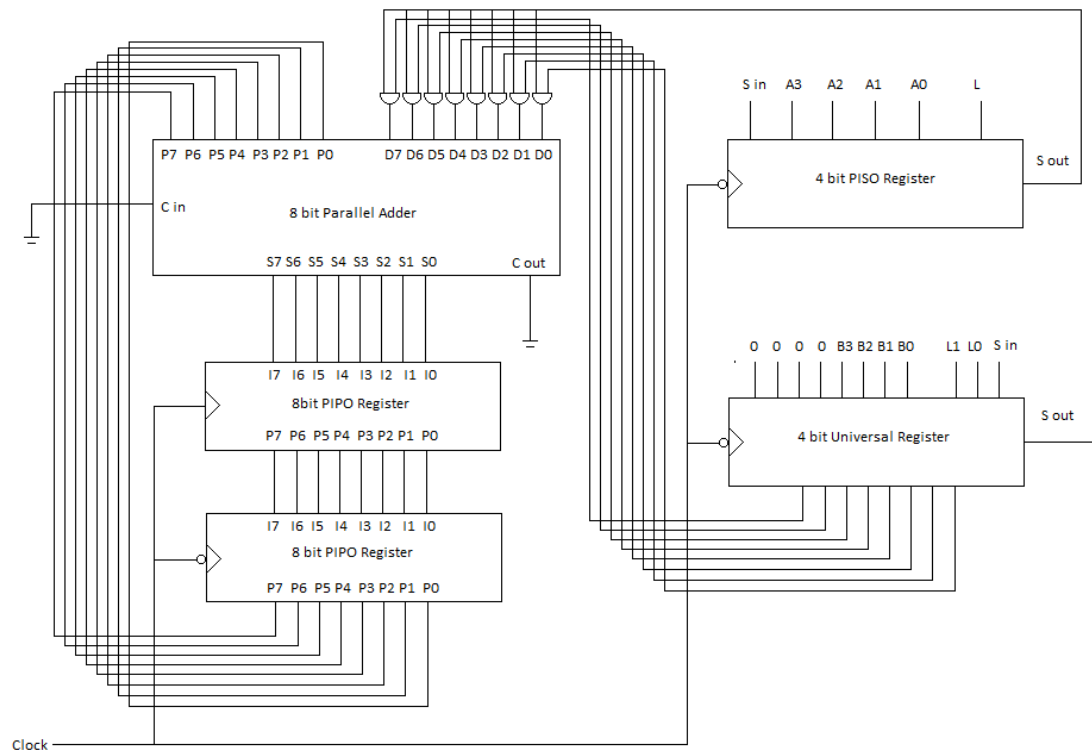 S in A3 A2 A1 A0 L
P7 P6 P5 P4 P3 P2 P1 P0 D7 D6 D5 D4 D3 D2 D1 D0
S out
4 bit PISO Register
C in
8 bit Parallel Adder
S7 S6 S5 S4 S3 S2 S1 S0
C out
0 0 0 0 B3 B2 B1 B0 L1 L0 S in
I7 I6 I5 I4 I3 I2 I1 I0
8bit PIPO Register
P7 P6 P5 P4 P3 P2 P1 P0
S out
4 bit Universal Register
I7 I6 I5 I4 I3 I2 I1 I0
8 bit PIPO Register
P7 P6 P5 P4 P3 P2 P1 P0
Clock